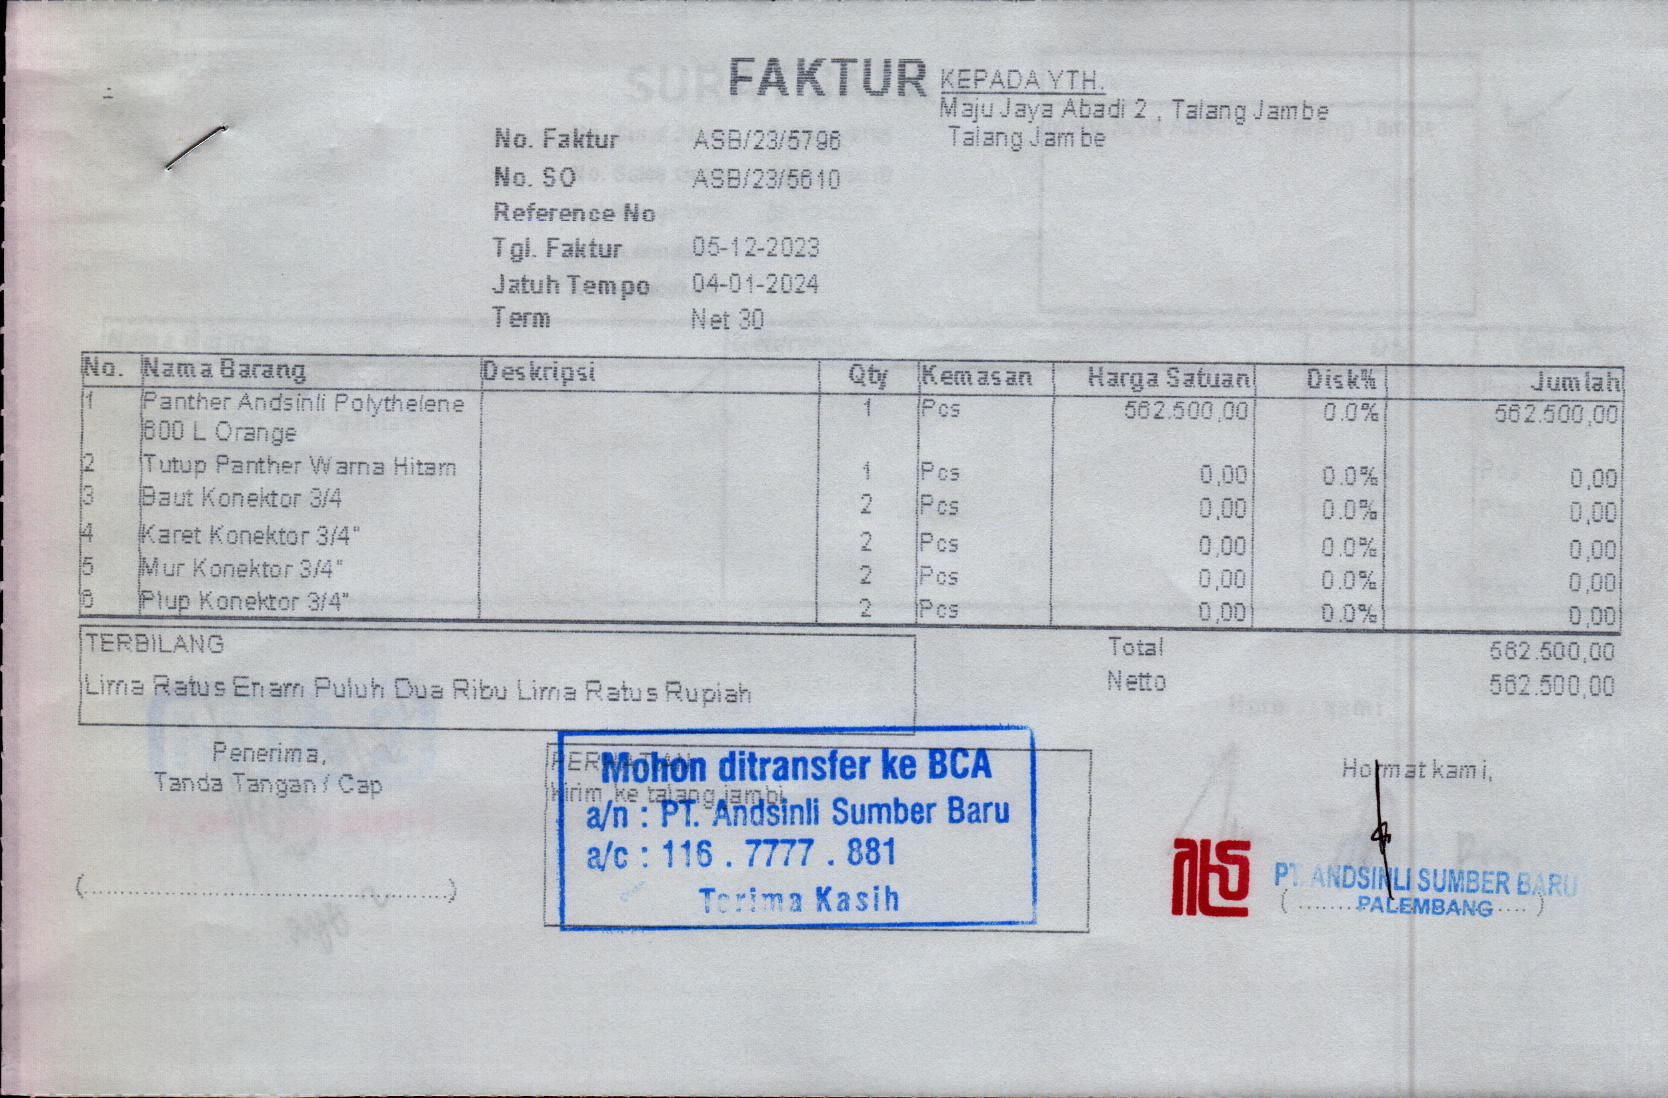 FAKTUR
KEPADA YTH.
Maju Jaya Abadi 2 , Talang Jambe
Talang Jambe
No. Faktur ASB/23/5796
No. SO ASB/23/5610
Reference No
Tgl. Faktur 05-12-2023
Jatuh Tempo 04-01-2024
Term Net 30
No. Nama Barang Deskripsi Qty Kemasan Harga Satuan Disk% Jumlah
1 Panther Andsinli Polythelene 1 Pcs 562.500,00 0.0% 562.500,00
600 L Orange
2 Tutup Panther Warna Hitam 1 Pcs 0,00 0.0% 0,00
3 Baut Konektor 3/4 2 Pcs 0,00 0.0% 0,00
4 Karet Konektor 3/4" 2 Pcs 0,00 0.0% 0,00
5 Mur Konektor 3/4" 2 Pcs 0,00 0.0% 0,00
6 Plup Konektor 3/4" 2 Pcs 0,00 0.0% 0,00
TERBILANG
Lima Ratus Enam Puluh Dua Ribu Lima Ratus Rupiah
Total 562.500,00
Netto 562.500,00
Penerima,
Tanda Tangan / Cap
PERHATIAN
Kirim ke talang jambi
Mohon ditransfer ke BCA
a/n : PT. Andsinli Sumber Baru
a/c : 116 . 7777 . 881
Terima Kasih
Hormat kami,
PT. ANDSINLI SUMBER BARU
PALEMBANG